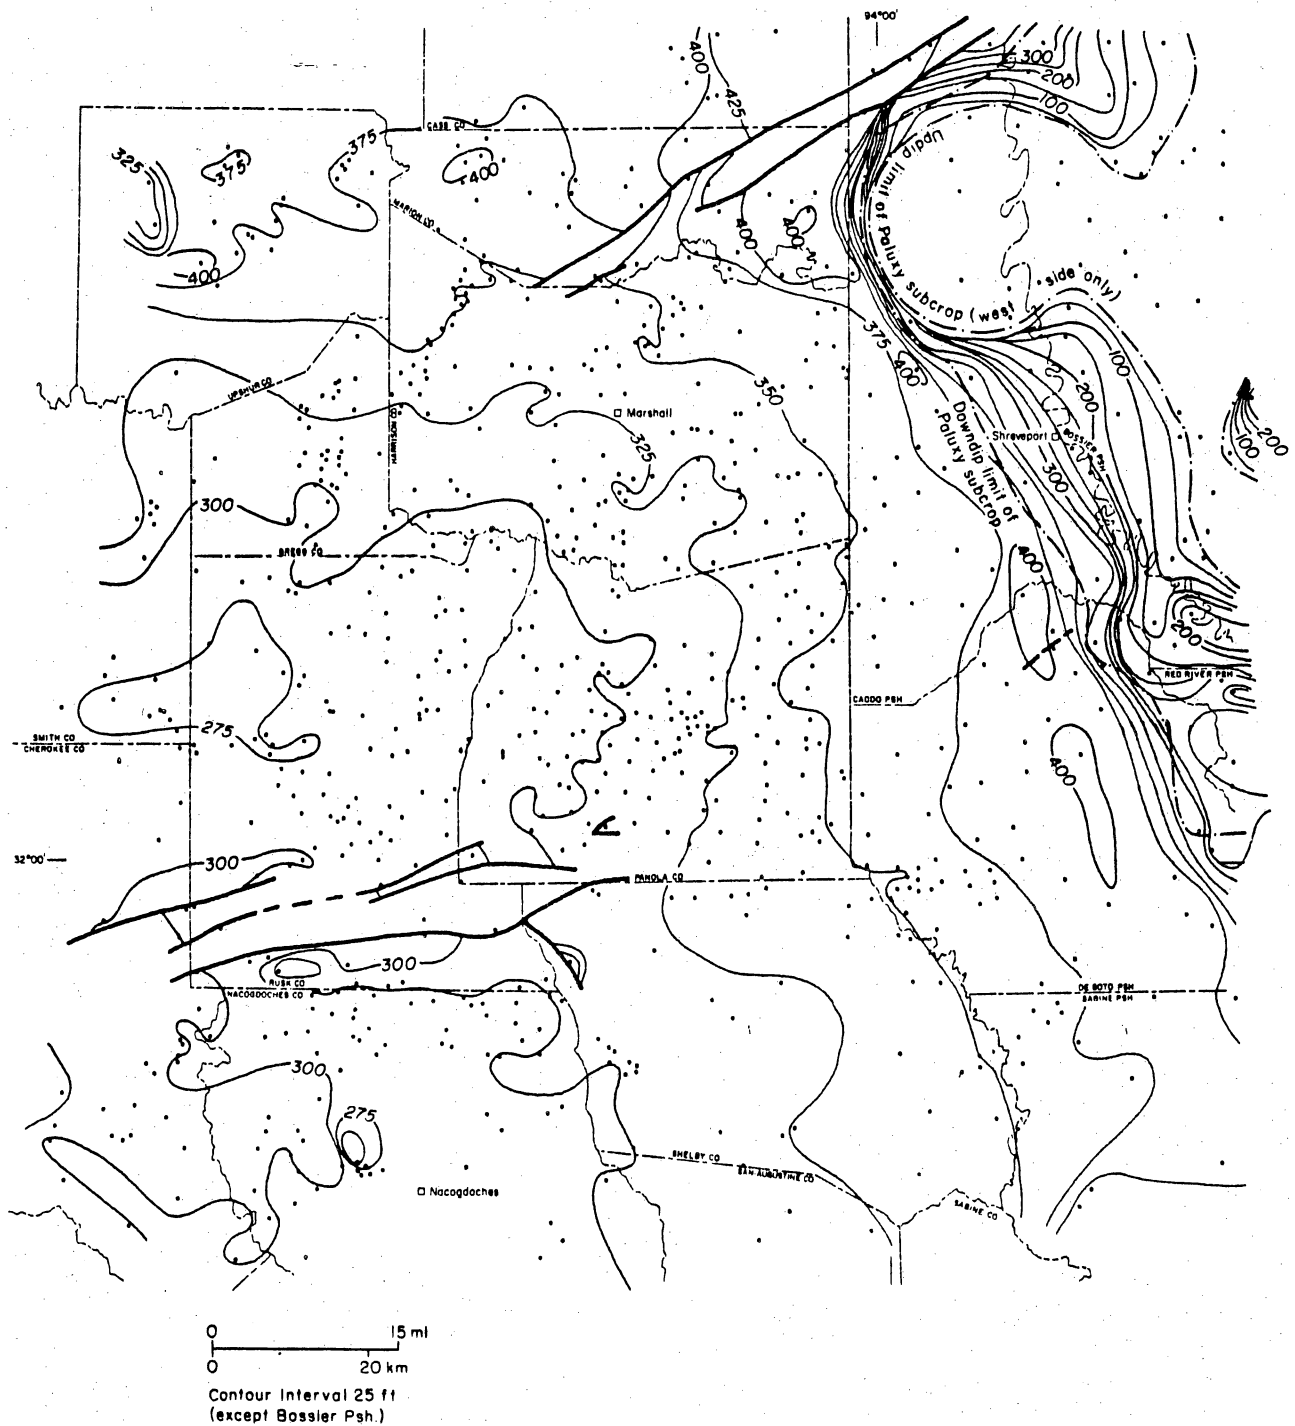 94°00'
400
425
300
200
100
CASS CO
375
325
375
400
MARION CO
Updip limit of Paluxy subcrop (west side only)
400
400
400
375
400
350
100
200
UPSHUR CO
HARRISON CO
Marshall
325
Downdip limit of
Paluxy subcrop
Shreveport
BOSSIER PSH
300
200
100
300
GREGG CO
400
200
RED RIVER PSH
CADDO PSH
275
SMITH CO
CHEROKEE CO
400
32°00'
300
PANOLA CO
300
RUSK CO
NACOGDOCHES CO
DE SOTO PSH
SABINE PSH
300
275
SHELBY CO
SAN AUGUSTINE CO
Nacogdoches
SABINE CO
0 15 mi
0 20 km
Contour Interval 25 ft
(except Bossier Psh.)